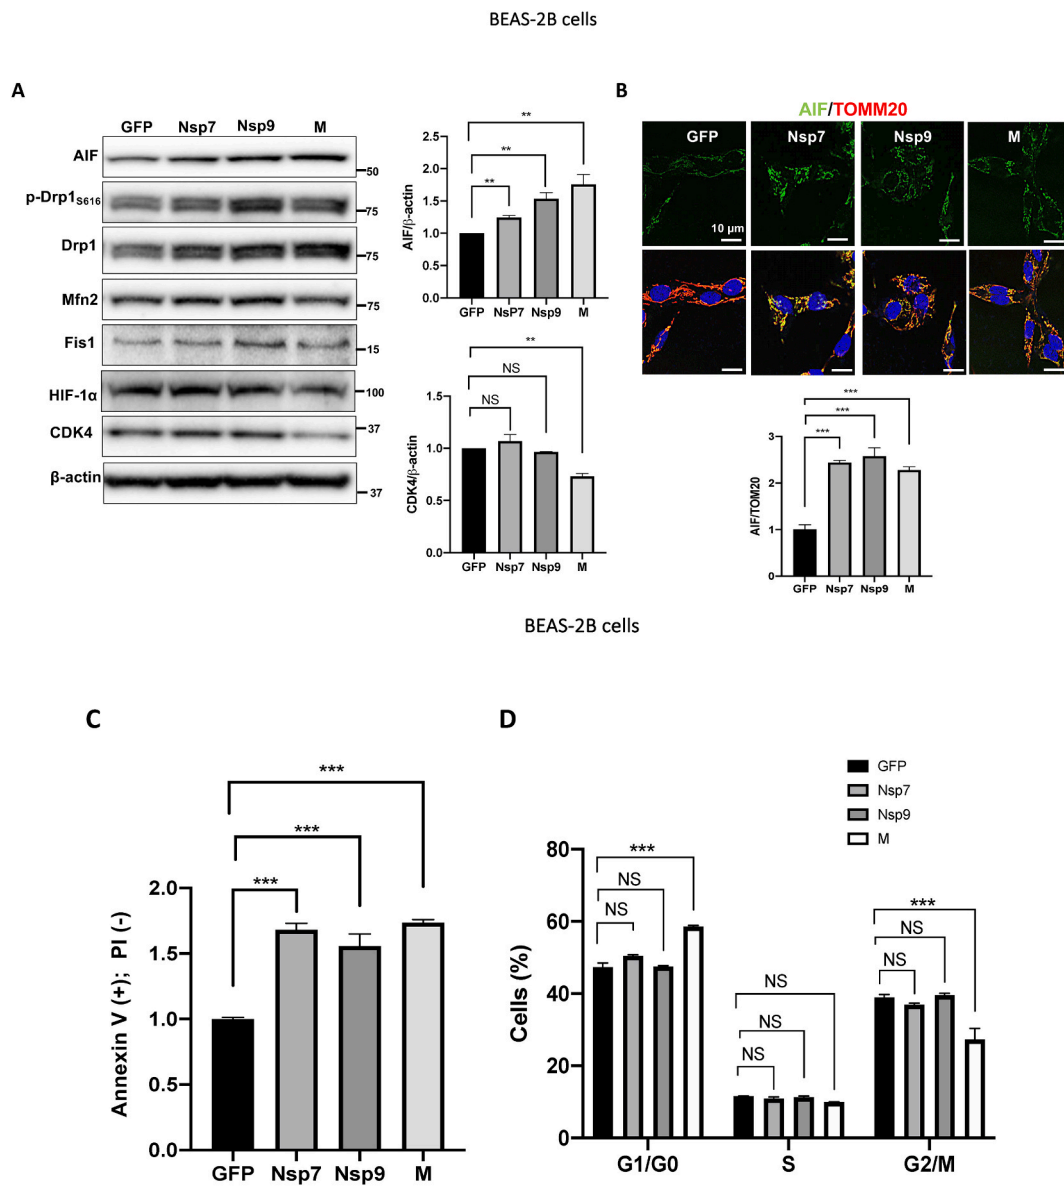 BEAS-2B cells
A
GFP Nsp7 Nsp9 M
AIF
50
p-Drp1S616
75
Drp1
75
Mfn2
75
Fis1
15
HIF-1α
100
CDK4
37
β-actin
37
AIF/β-actin
2.5
2.0
1.5
1.0
0.5
0.0
**
**
**
GFP NsP7 Nsp9 M
CDK4/β-actin
1.5
1.0
0.5
0.0
**
NS
NS
GFP Nsp7 Nsp9 M
B
AIF/TOMM20
GFP Nsp7 Nsp9 M
10 µm
AIF/TOM20
3
2
1
0
***
***
***
GFP Nsp7 Nsp9 M
BEAS-2B cells
C
Annexin V (+); PI (-)
2.0
1.5
1.0
1.5
0.0
***
***
***
GFP Nsp7 Nsp9 M
D
GFP
Nsp7
Nsp9
M
Cells (%)
80
60
40
20
0
***
NS
NS
NS
NS
NS
***
NS
NS
G1/G0 S G2/M